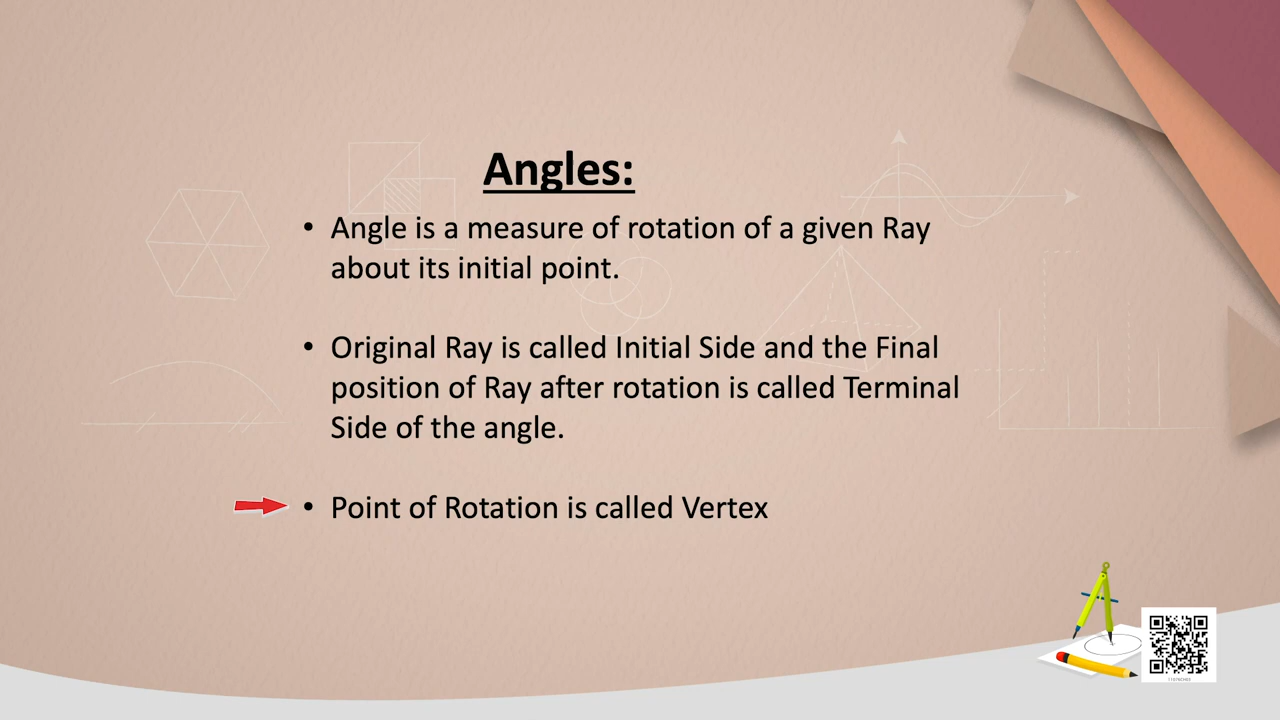 Angles:
• Angle is a measure of rotation of a given Ray
about its initial point.
• Original Ray is called Initial Side and the Final
position of Ray after rotation is called Terminal
Side of the angle.
• Point of Rotation is called Vertex